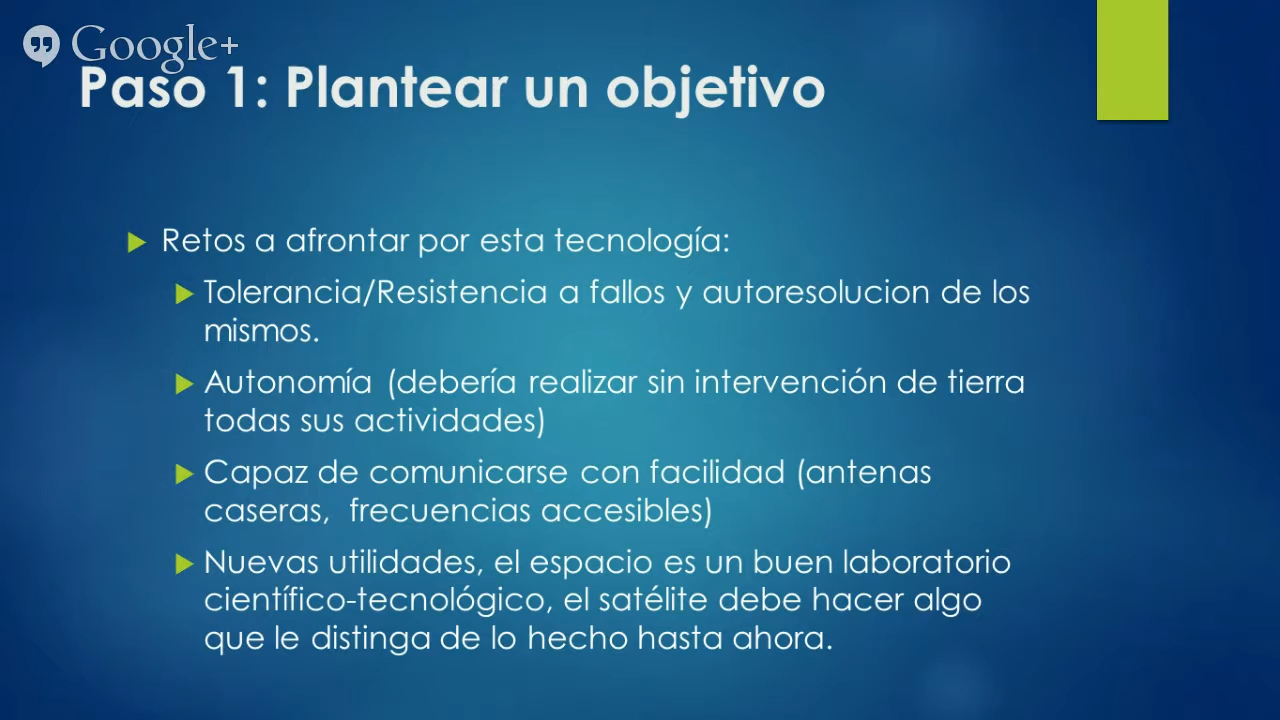 Google+
Paso 1: Plantear un objetivo
Retos a afrontar por esta tecnología:
Tolerancia/Resistencia a fallos y autoresolucion de los
mismos.
Autonomía (debería realizar sin intervención de tierra
todas sus actividades)
Capaz de comunicarse con facilidad (antenas
caseras, frecuencias accesibles)
Nuevas utilidades, el espacio es un buen laboratorio
científico-tecnológico, el satélite debe hacer algo
que le distinga de lo hecho hasta ahora.